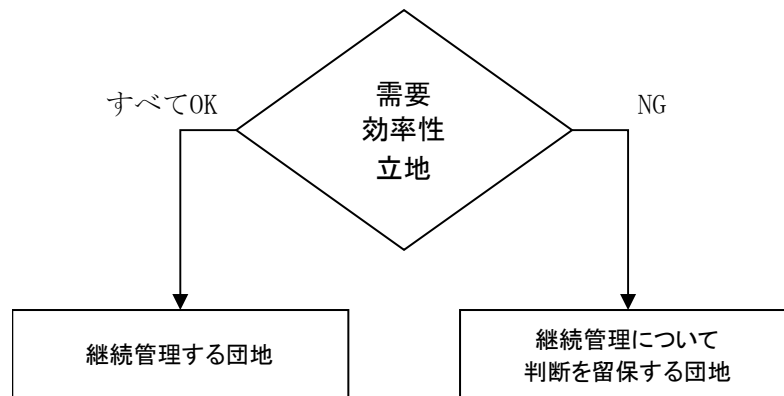 需要
効率性
立地
すべてOK
NG
継続管理する団地
継続管理について
判断を留保する団地